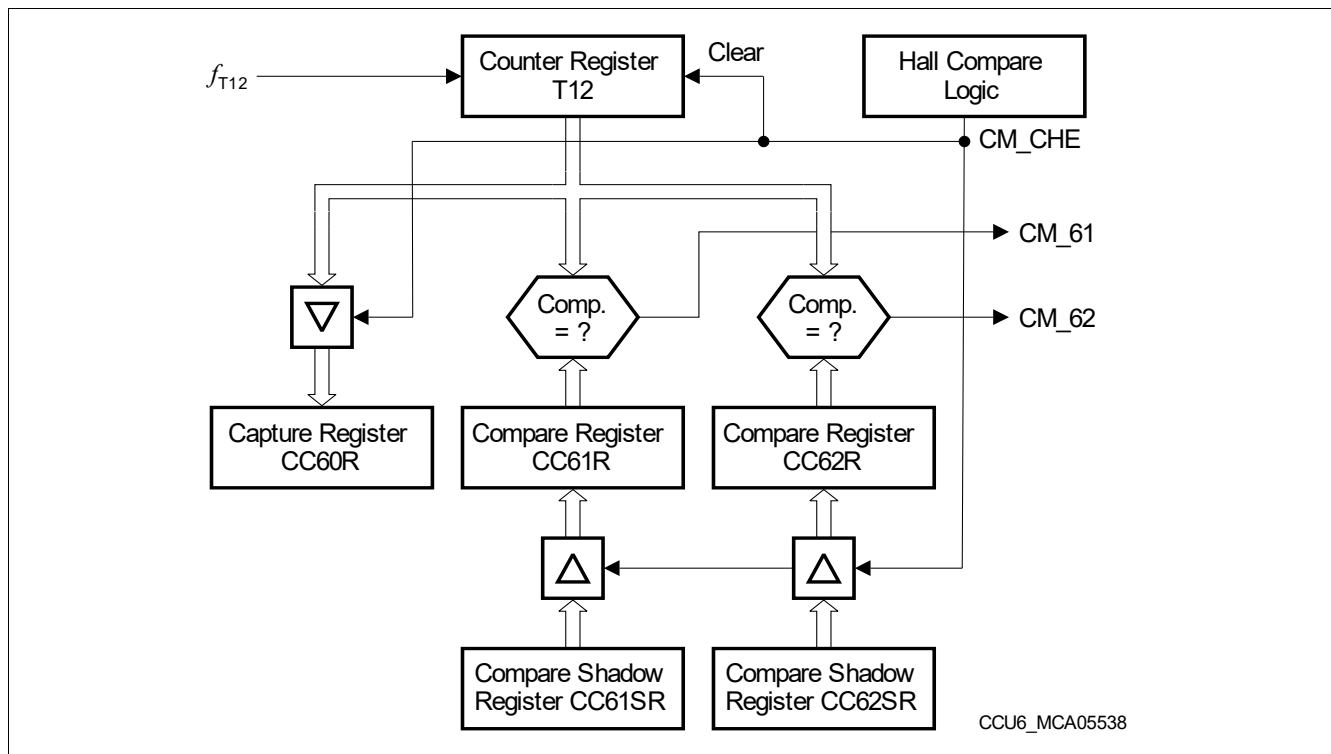 Counter Register
T12
Clear
Hall Compare
Logic
fT12
CM_CHE
CM_61
Comp.
= ?
Comp.
= ?
CM_62
Capture Register
CC60R
Compare Register
CC61R
Compare Register
CC62R
Compare Shadow
Register CC61SR
Compare Shadow
Register CC62SR
CCU6_MCA05538